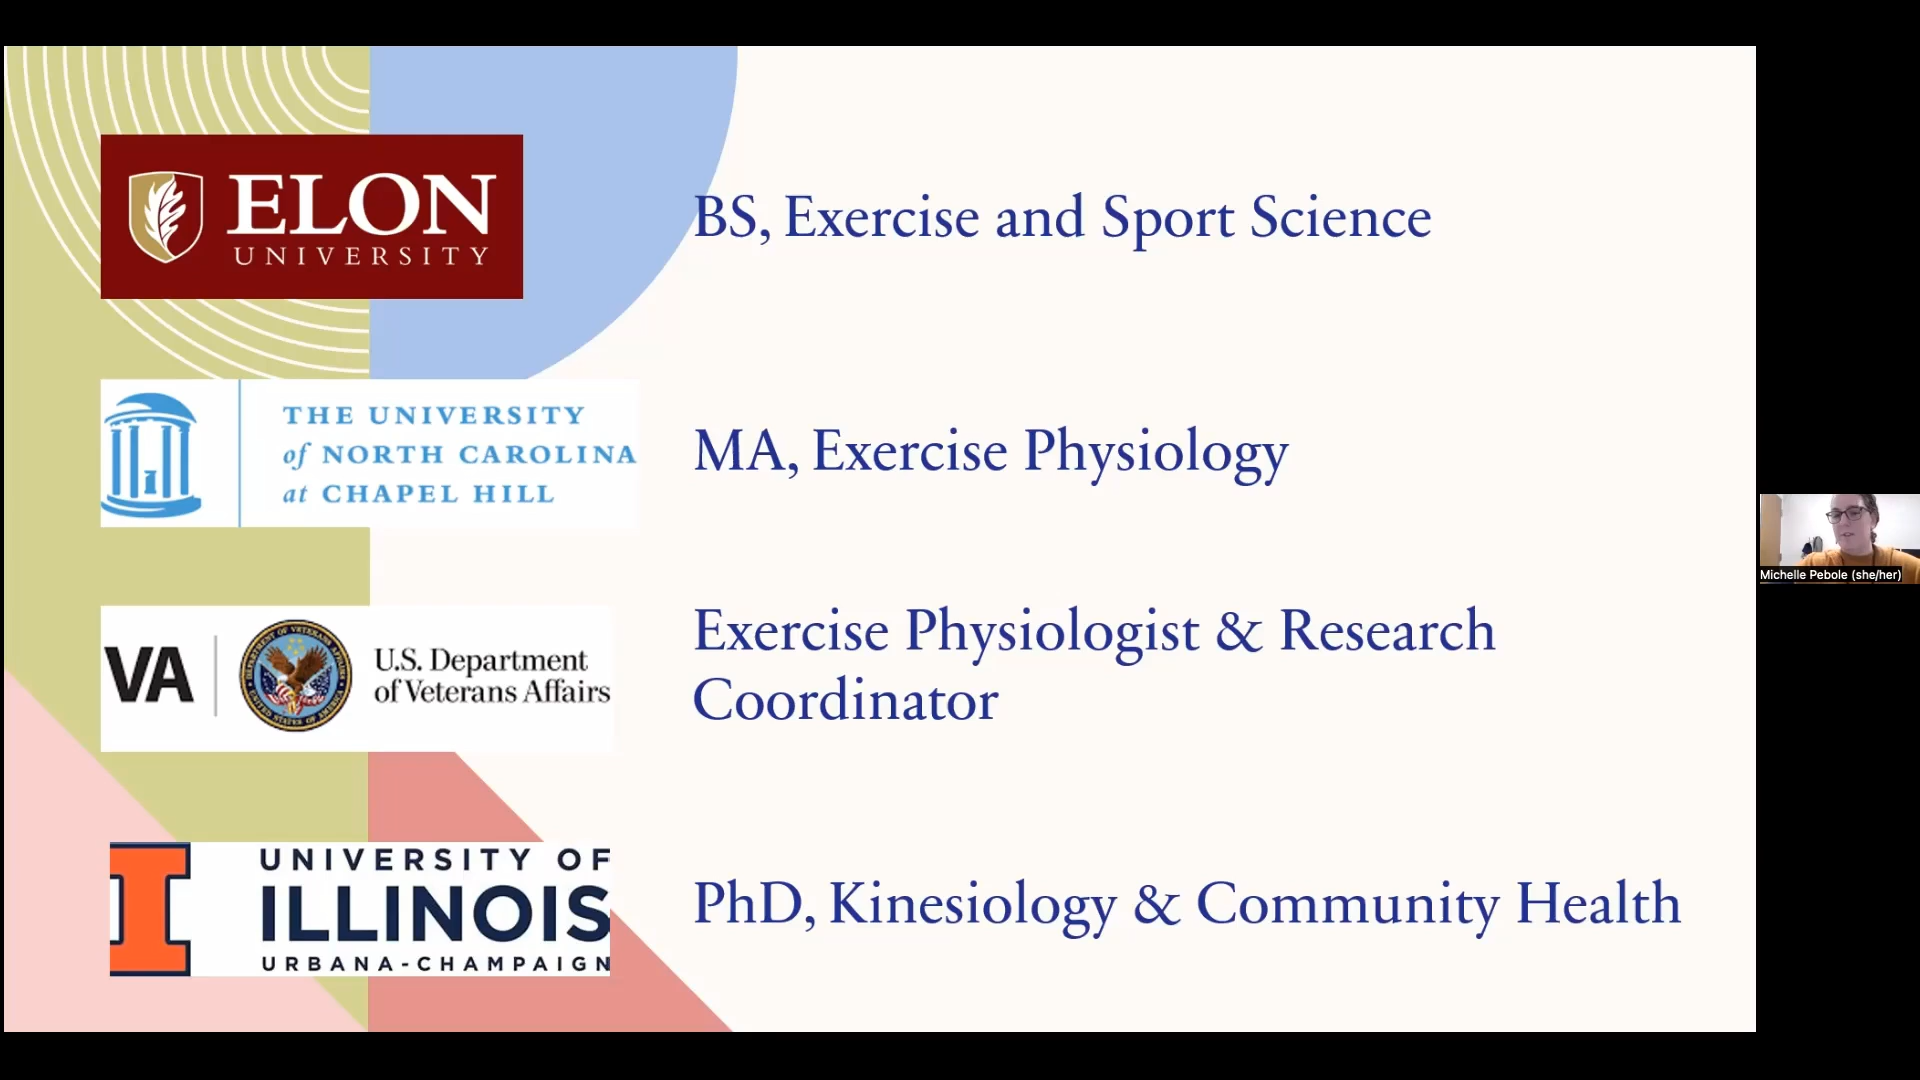 ELON
UNIVERSITY
BS, Exercise and Sport Science
THE UNIVERSITY
of NORTH CAROLINA
at CHAPEL HILL
MA, Exercise Physiology
VA
U.S. Department
of Veterans Affairs
Exercise Physiologist & Research
Coordinator
UNIVERSITY OF
ILLINOIS
URBANA-CHAMPAIGN
PhD, Kinesiology & Community Health
Michelle Pebole (she/her)